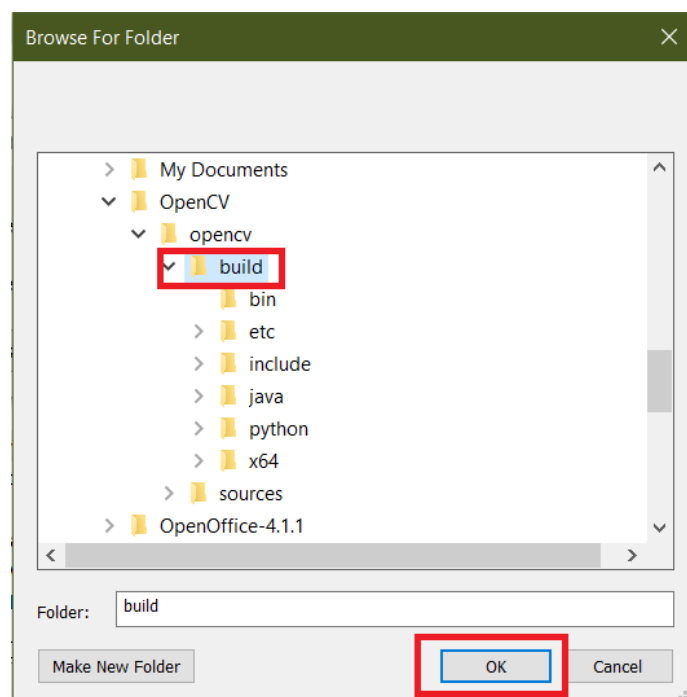 Browse For Folder
My Documents
OpenCV
opencv
build
bin
etc
include
java
python
x64
sources
OpenOffice-4.1.1
Folder: build
Make New Folder OK Cancel